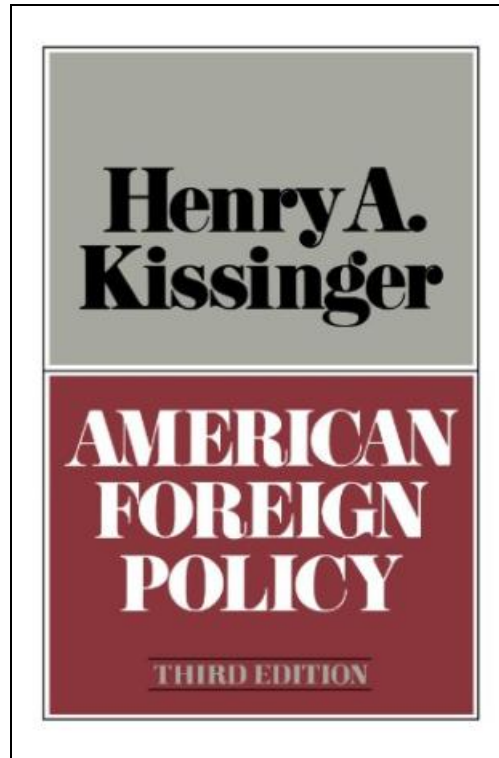 Henry A.
Kissinger
AMERICAN
FOREIGN
POLICY
THIRD EDITION